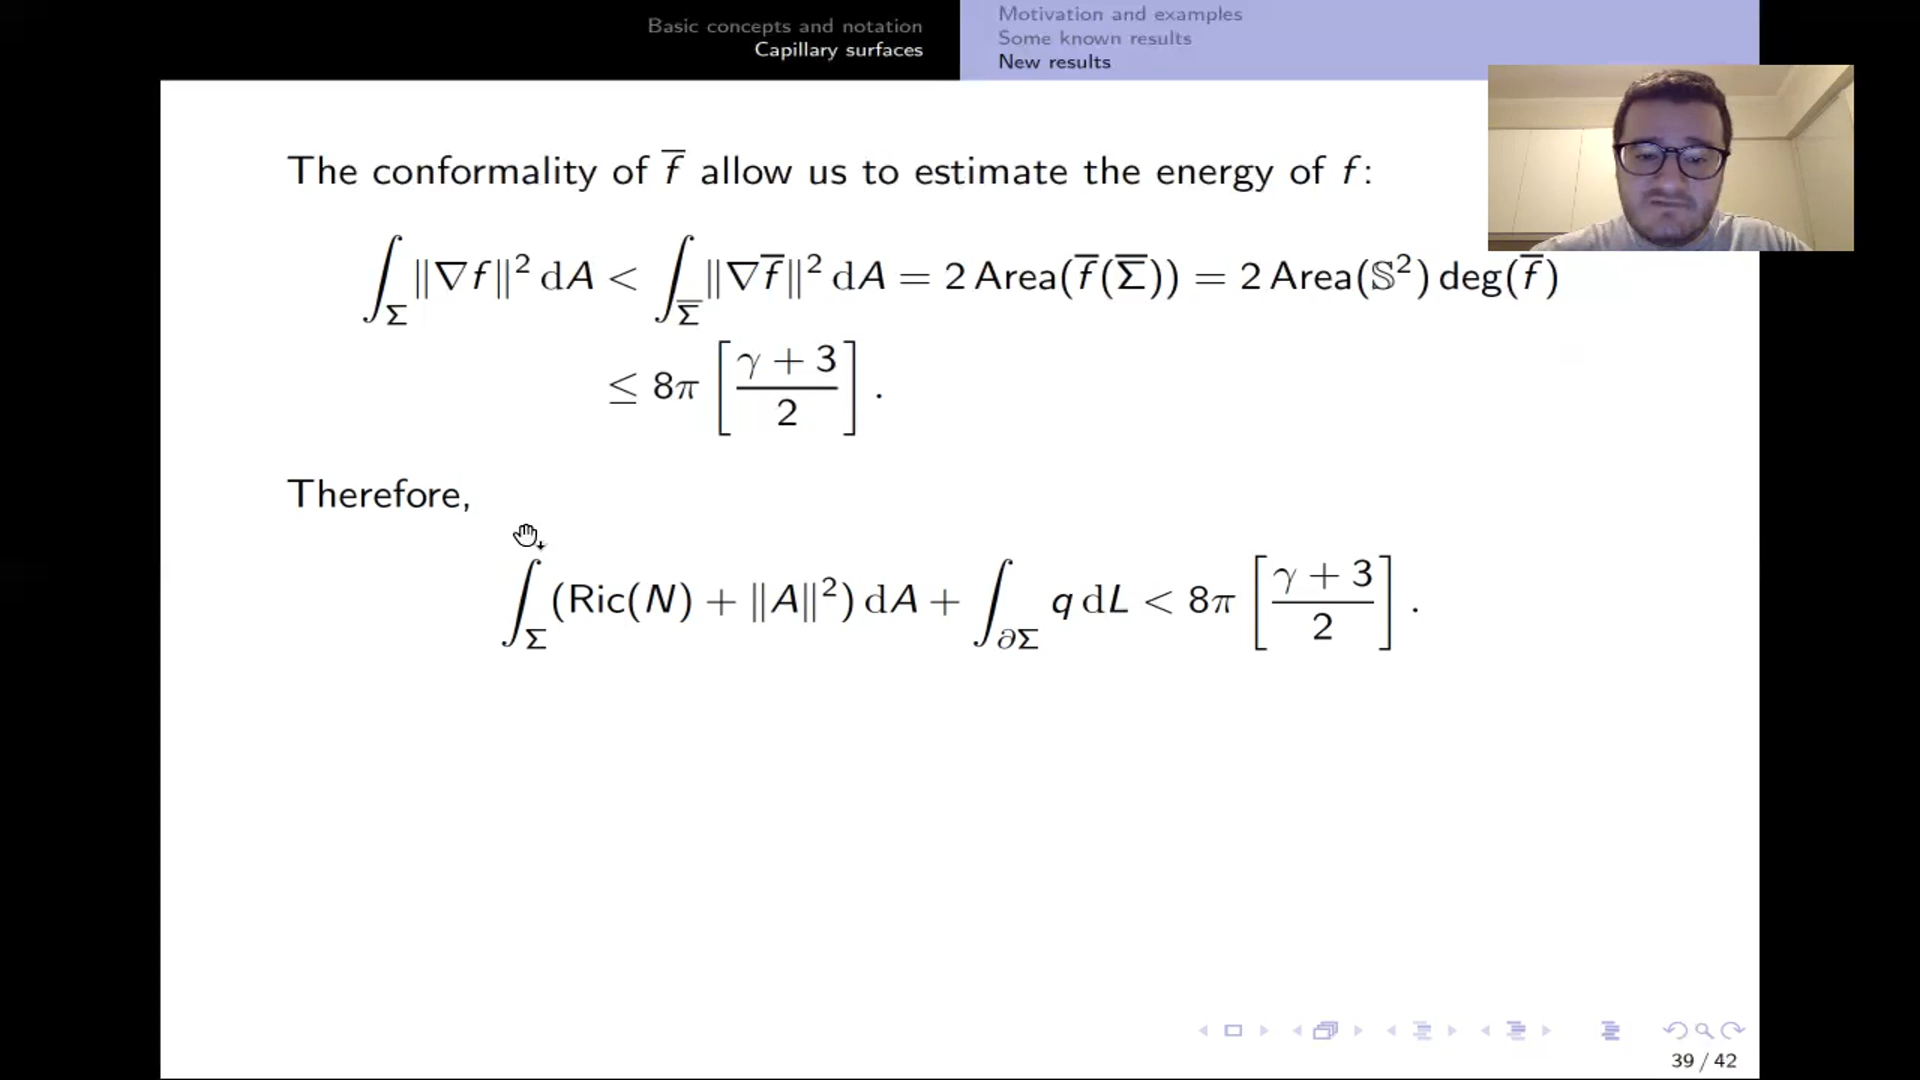 Basic concepts and notation
Capillary surfaces
Motivation and examples
Some known results
New results
The conformality of f̅ allow us to estimate the energy of f:
∫_Σ ‖∇f‖² dA < ∫_Σ̅ ‖∇f̅‖² dA = 2 Area(f̅(Σ̅)) = 2 Area(𝕊²) deg(f̅)
≤ 8π [(γ + 3)/2].
Therefore,
∫_Σ (Ric(N) + ‖A‖²) dA + ∫_∂Σ q dL < 8π [(γ + 3)/2].
39 / 42